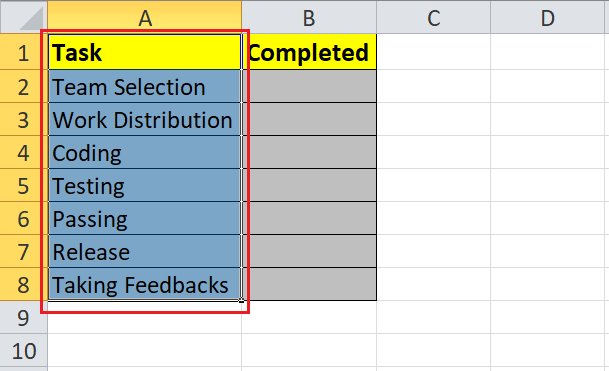 A B C D
1 Task Completed
2 Team Selection
3 Work Distribution
4 Coding
5 Testing
6 Passing
7 Release
8 Taking Feedbacks
9
10